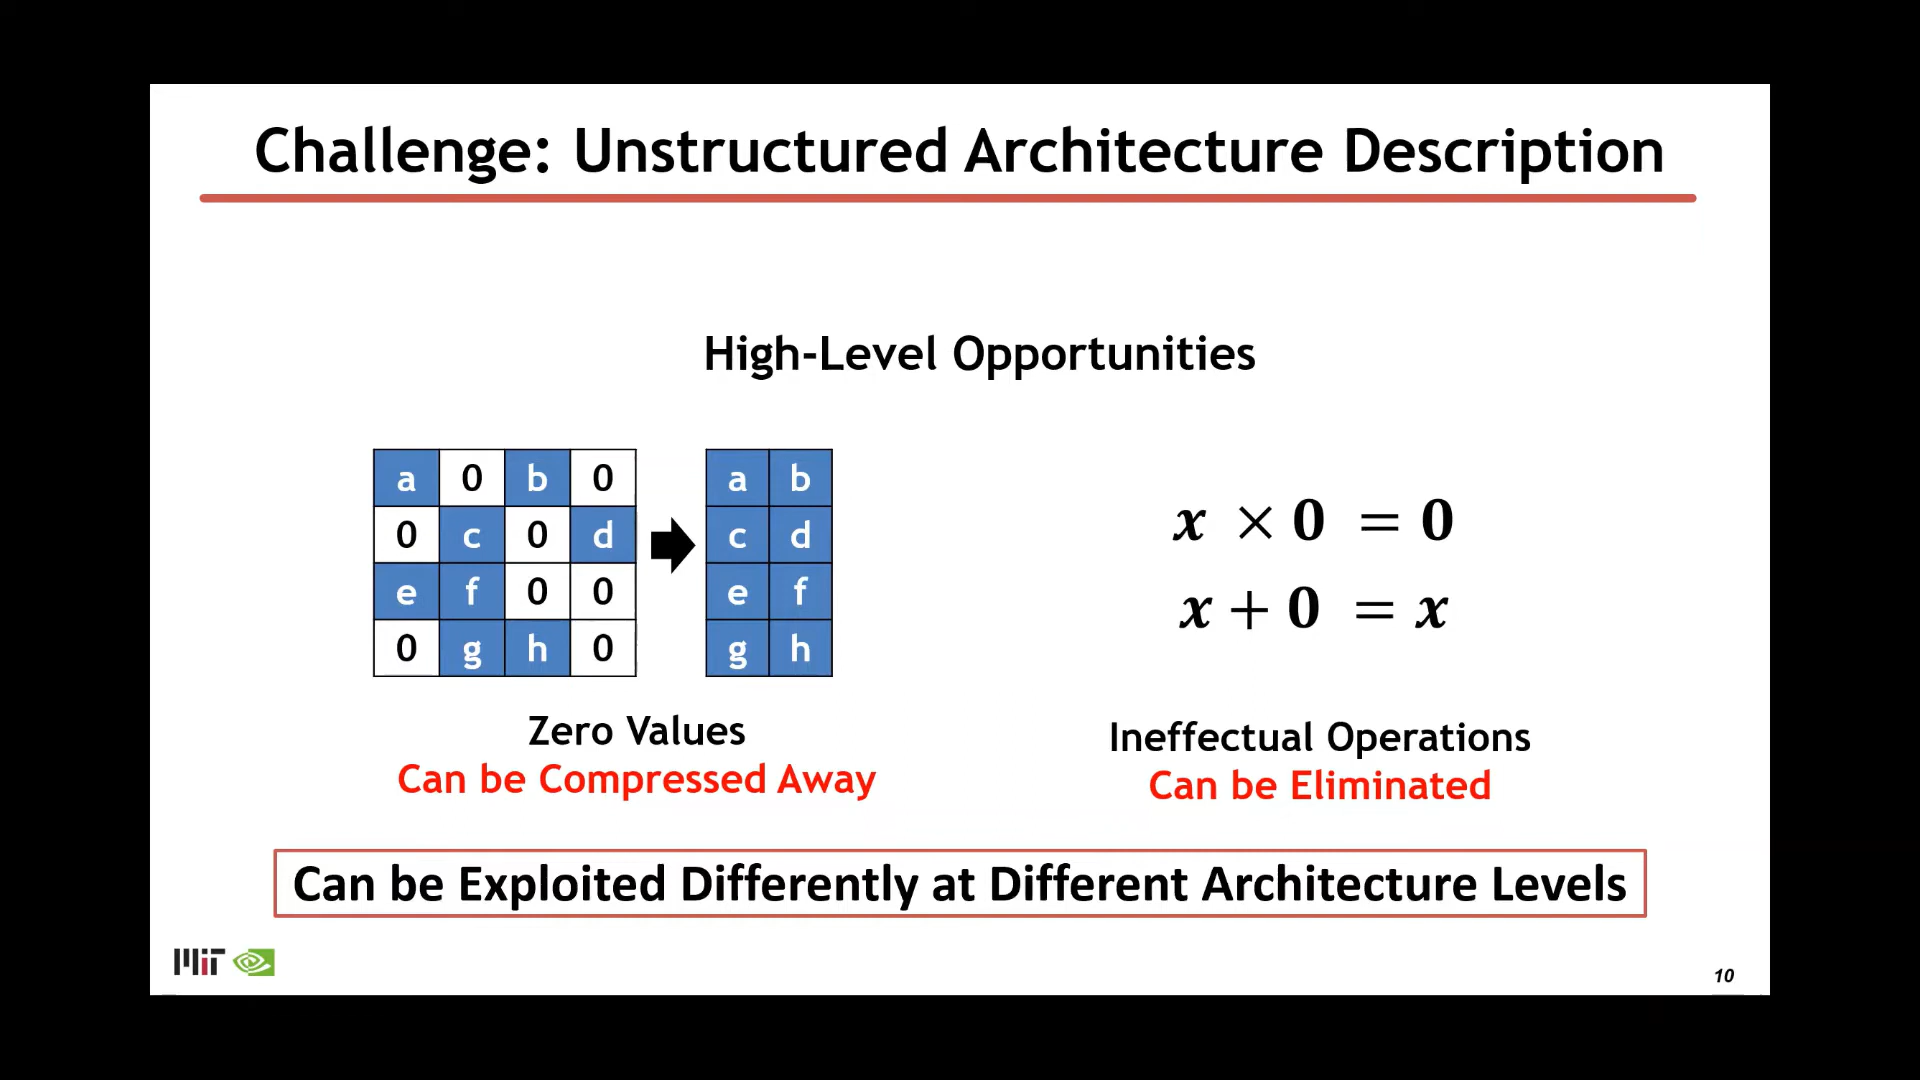 Challenge: Unstructured Architecture Description
High-Level Opportunities
a 0 b 0
0 c 0 d
e f 0 0
0 g h 0
a b
c d
e f
g h
x × 0 = 0
x + 0 = x
Zero Values
Can be Compressed Away
Ineffectual Operations
Can be Eliminated
Can be Exploited Differently at Different Architecture Levels
MIT
10